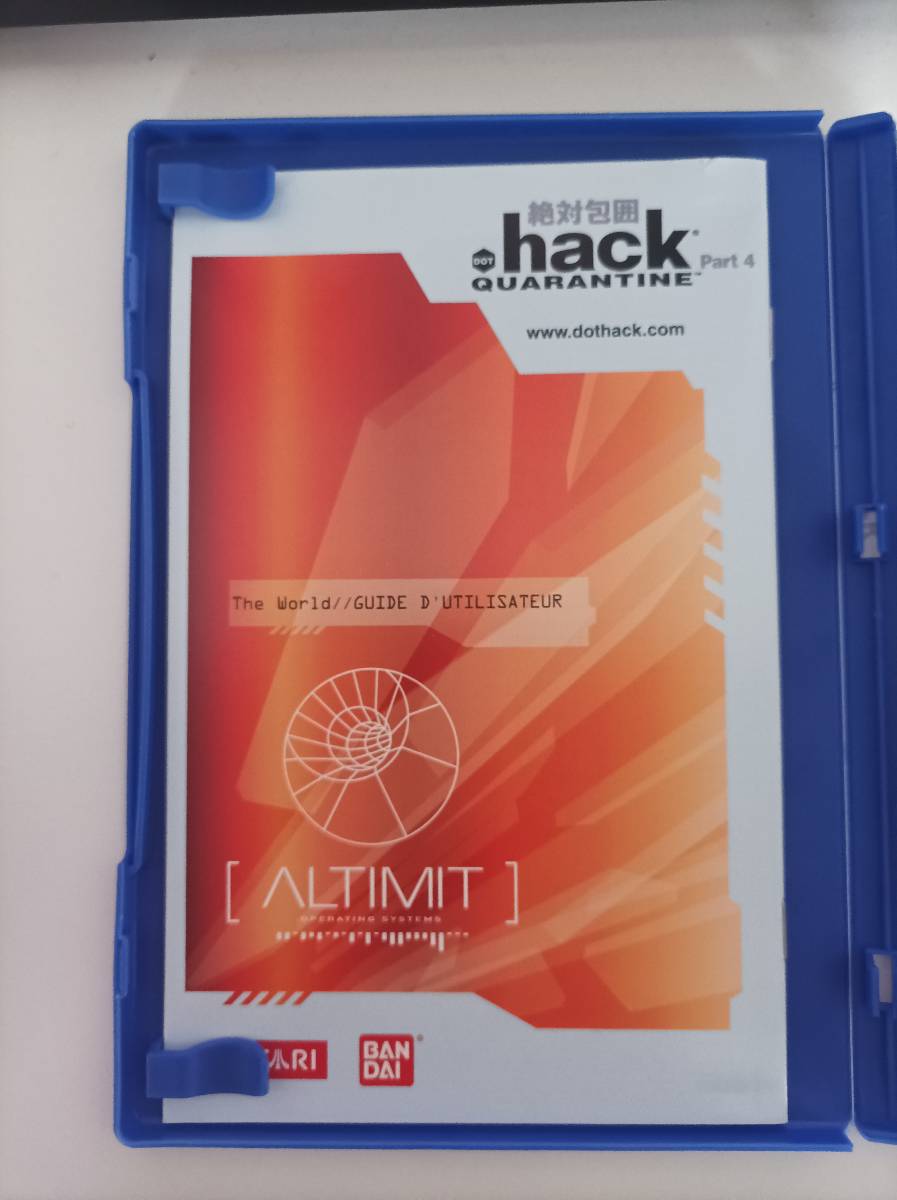 絶対包囲
DOT
.hack® Part 4
QUARANTINE™
www.dothack.com
The World//GUIDE D'UTILISATEUR
[ ALTIMIT ]
OPERATING SYSTEMS
BAN
DAI®